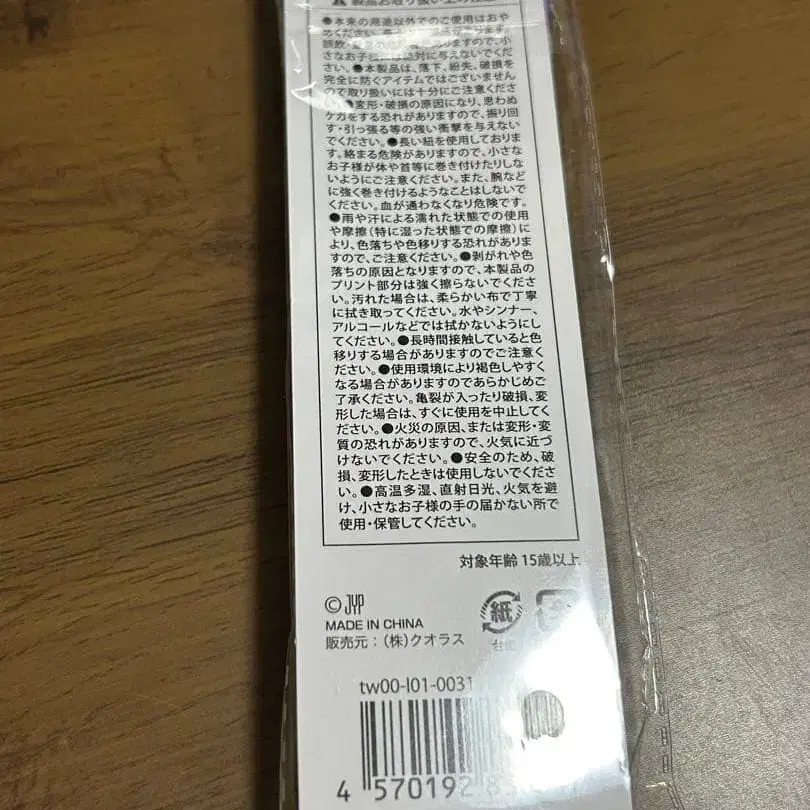 製品お取り扱い上の
●本来の用途以外でのご使用はおや
めください。
誤飲・ありますので、小
さなお子に与えないでくだ
さい。●本製品は、落下、紛失、破損を
完全に防ぐアイテムではございません
ので取り扱いには十分にご注意くださ
●変形・破損の原因になり、思わぬ
ケガをする恐れがありますので、振り回
す・引っ張る等の強い衝撃を与えない
でください。●長い紐を使用しておりま
す。絡まる危険がありますので、小さな
お子様が体や首等に巻き付けたりしな
いようにご注意ください。また、腕など
に強く巻き付けるようなことはしないで
ください。血が通わなくなり危険です。
●雨や汗による濡れた状態での使用
や摩擦(特に湿った状態での摩擦)に
より、色落ちや色移りする恐れがありま
すので、ご注意ください。●剥がれや色
落ちの原因となりますので、本製品の
プリント部分は強く擦らないでくださ
い。汚れた場合は、柔らかい布で丁寧
に拭き取ってください。水やシンナー、
アルコールなどでは拭かないようにし
てください。●長時間接触していると色
移りする場合がありますのでご注意く
ださい。●使用環境により褐色しやすく
なる場合がありますのであらかじめご
了承ください。亀裂が入ったり破損、変
形した場合は、すぐに使用を中止してく
ださい。●火災の原因、または変形・変
質の恐れがありますので、火気に近づ
けないでください。●安全のため、破
損、変形したときは使用しないでくださ
い。●高温多湿、直射日光、火気を避
け、小さなお子様の手の届かない所で
使用・保管してください。
対象年齢 15歳以上
© JYP
MADE IN CHINA
販売元:(株)クオラス
紙
台紙
tw00-l01-0031
4 570192 8